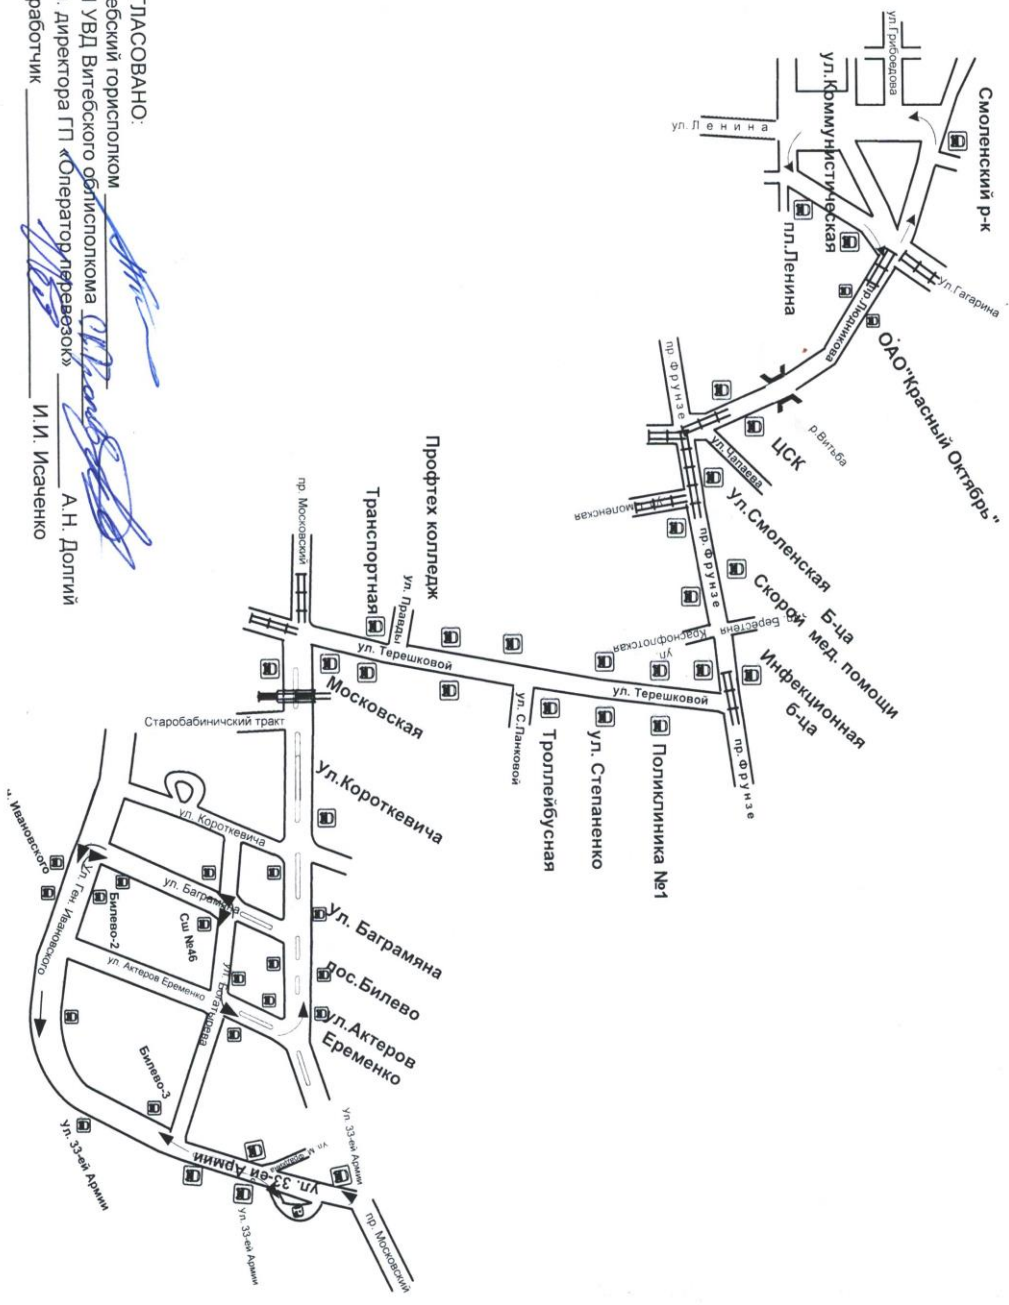 ГЛАСОВАНО:
ебский горисполком
УВД Витебского облисполкома
. директора ГП «Оператор перевозок»
А.Н. Долгий
работчик
И.И. Исаченко
Смоленский р-к
ул.Грибоедова
ул.Коммунистическая
ул. Ленина
пл.Ленина
Ул.Гагарина
пр.Людникова
ОАО"Красный Октябрь"
пр. Фрунзе
р.Витьба
ЦСК
ул.Чапаева
Ул.Смоленская
моленская
пр. Фрунзе
Б-ца
Скорой мед. помощи
Берестеня
ул.
Краснофлотская
Инфекционная
б-ца
пр. Фрунзе
Профтех колледж
Транспортная
пр. Московский
ул. Правды
ул. Терешковой
ул. Терешковой
ул. С.Панковой
Поликлиника №1
ул. Степаненко
Троллейбусная
Московская
Старобабиничский тракт
Ул.Короткевича
ул. Короткевича
ул. Баграмяна
ул. Баграмяна
пос.Билево
ул.Актеров
Еременко
Сш №46
Билево-2
Ул. Ген. Ивановского
н. Ивановского
ул. Актеров Еременко
ул. Богатырева
Билево-3
Ул. 33-ей Армии
Ул. 33-ей Армии
ул. 33-ей Армии
Ул. 33-ей Армии
P
пр. Московский